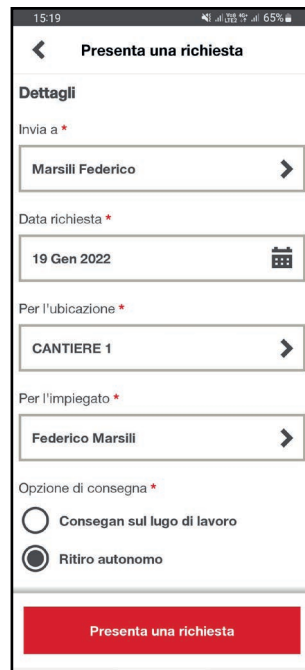 15:19 65%
Presenta una richiesta
Dettagli
Invia a *
Marsili Federico
Data richiesta *
19 Gen 2022
Per l'ubicazione *
CANTIERE 1
Per l'impiegato *
Federico Marsili
Opzione di consegna *
Consegan sul lugo di lavoro
Ritiro autonomo
Presenta una richiesta